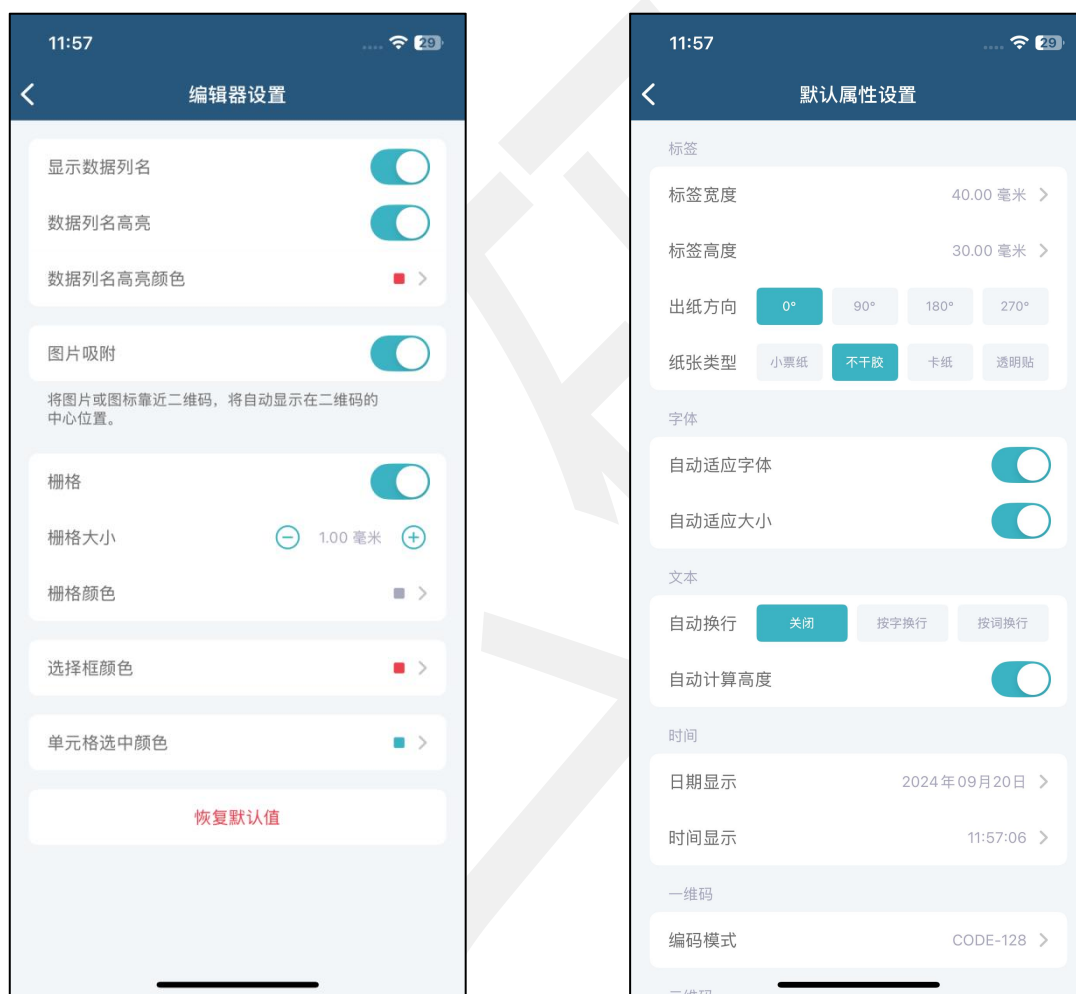 11:57
29
编辑器设置
显示数据列名
数据列名高亮
数据列名高亮颜色
图片吸附
将图片或图标靠近二维码，将自动显示在二维码的
中心位置。
栅格
栅格大小 1.00 毫米
栅格颜色
选择框颜色
单元格选中颜色
恢复默认值
11:57
29
默认属性设置
标签
标签宽度 40.00 毫米
标签高度 30.00 毫米
出纸方向 0° 90° 180° 270°
纸张类型 小票纸 不干胶 卡纸 透明贴
字体
自动适应字体
自动适应大小
文本
自动换行 关闭 按字换行 按词换行
自动计算高度
时间
日期显示 2024年09月20日
时间显示 11:57:06
一维码
编码模式 CODE-128